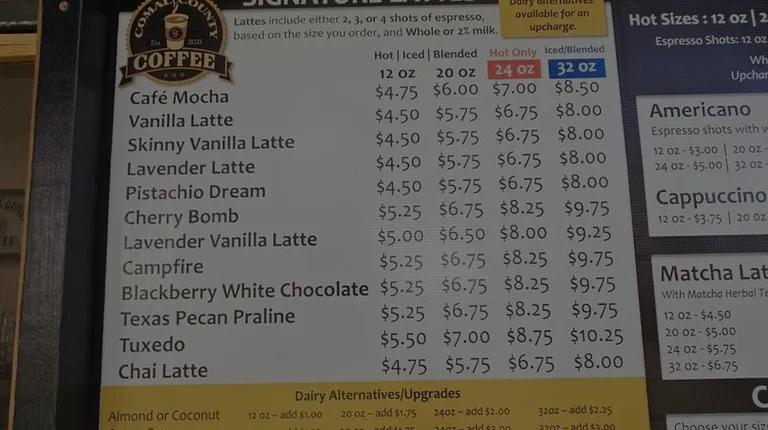 COMAL COUNTY
Est 2021
COFFEE
SIGNATURE LATTES
Lattes include either 2, 3, or 4 shots of espresso,
based on the size you order, and Whole or 2% milk.
Dairy alternatives
available for an
upcharge.
Hot | Iced | Blended Hot Only Iced/Blended
12 oz 20 oz 24 oz 32 oz
Café Mocha $4.75 $6.00 $7.00 $8.50
Vanilla Latte $4.50 $5.75 $6.75 $8.00
Skinny Vanilla Latte $4.50 $5.75 $6.75 $8.00
Lavender Latte $4.50 $5.75 $6.75 $8.00
Pistachio Dream $4.50 $5.75 $6.75 $8.00
Cherry Bomb $5.25 $6.75 $8.25 $9.75
Lavender Vanilla Latte $5.00 $6.50 $8.00 $9.25
Campfire $5.25 $6.75 $8.25 $9.75
Blackberry White Chocolate $5.25 $6.75 $8.25 $9.75
Texas Pecan Praline $5.25 $6.75 $8.25 $9.75
Tuxedo $5.50 $7.00 $8.75 $10.25
Chai Latte $4.75 $5.75 $6.75 $8.00
Dairy Alternatives/Upgrades
Almond or Coconut 12 oz – add $1.00 20 oz – add $1.75 24oz – add $2.00 32oz – add $2.25
Hot Sizes : 12 oz | 2
Espresso Shots: 12 oz
Wh
Upchar
Americano
Espresso shots with w
12 oz - $3.00 | 20 oz -
24 oz - $5.00 | 32 oz -
Cappuccino
12 oz - $3.75 | 20 oz
Matcha Lat
With Matcha Herbal Te
12 oz - $4.50
20 oz - $5.00
24 oz - $5.75
32 oz - $6.75
C
Choose your size